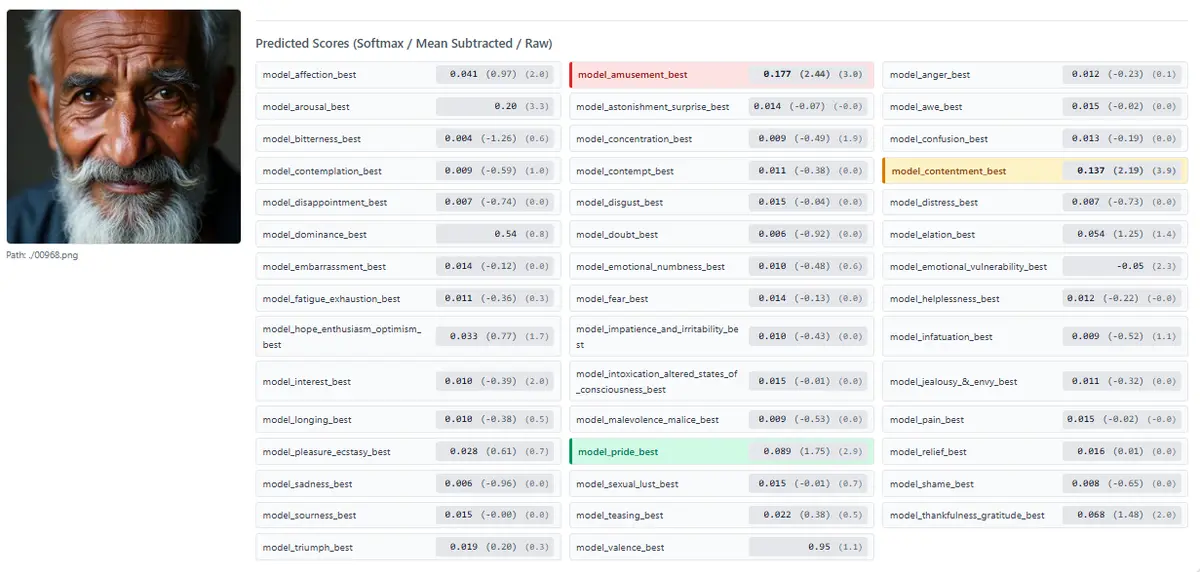 Predicted Scores (Softmax / Mean Subtracted / Raw)
model_affection_best 0.041 (0.97) (2.0)
model_amusement_best 0.177 (2.44) (3.0)
model_anger_best 0.012 (-0.23) (0.1)
model_arousal_best 0.20 (3.3)
model_astonishment_surprise_best 0.014 (-0.07) (-0.0)
model_awe_best 0.015 (-0.02) (0.0)
model_bitterness_best 0.004 (-1.26) (0.6)
model_concentration_best 0.009 (-0.49) (1.9)
model_confusion_best 0.013 (-0.19) (0.0)
model_contemplation_best 0.009 (-0.59) (1.0)
model_contempt_best 0.011 (-0.38) (0.0)
model_contentment_best 0.137 (2.19) (3.9)
model_disappointment_best 0.007 (-0.74) (0.0)
model_disgust_best 0.015 (-0.04) (0.0)
model_distress_best 0.007 (-0.73) (0.0)
model_dominance_best 0.54 (0.8)
model_doubt_best 0.006 (-0.92) (0.0)
model_elation_best 0.054 (1.25) (1.4)
Path: ./00968.png
model_embarrassment_best 0.014 (-0.12) (0.0)
model_emotional_numbness_best 0.010 (-0.48) (0.6)
model_emotional_vulnerability_best -0.05 (2.3)
model_fatigue_exhaustion_best 0.011 (-0.36) (0.3)
model_fear_best 0.014 (-0.13) (0.0)
model_helplessness_best 0.012 (-0.22) (-0.0)
model_hope_enthusiasm_optimism_
best 0.033 (0.77) (1.7)
model_impatience_and_irritability_be
st 0.010 (-0.43) (0.0)
model_infatuation_best 0.009 (-0.52) (1.1)
model_interest_best 0.010 (-0.39) (2.0)
model_intoxication_altered_states_of
_consciousness_best 0.015 (-0.01) (0.0)
model_jealousy_&_envy_best 0.011 (-0.32) (0.0)
model_longing_best 0.010 (-0.38) (0.5)
model_malevolence_malice_best 0.009 (-0.53) (0.0)
model_pain_best 0.015 (-0.02) (-0.0)
model_pleasure_ecstasy_best 0.028 (0.61) (0.7)
model_pride_best 0.089 (1.75) (2.9)
model_relief_best 0.016 (0.01) (0.0)
model_sadness_best 0.006 (-0.96) (0.0)
model_sexual_lust_best 0.015 (-0.01) (0.7)
model_shame_best 0.008 (-0.65) (0.0)
model_sourness_best 0.015 (-0.00) (0.0)
model_teasing_best 0.022 (0.38) (0.5)
model_thankfulness_gratitude_best 0.068 (1.48) (2.0)
model_triumph_best 0.019 (0.20) (0.3)
model_valence_best 0.95 (1.1)